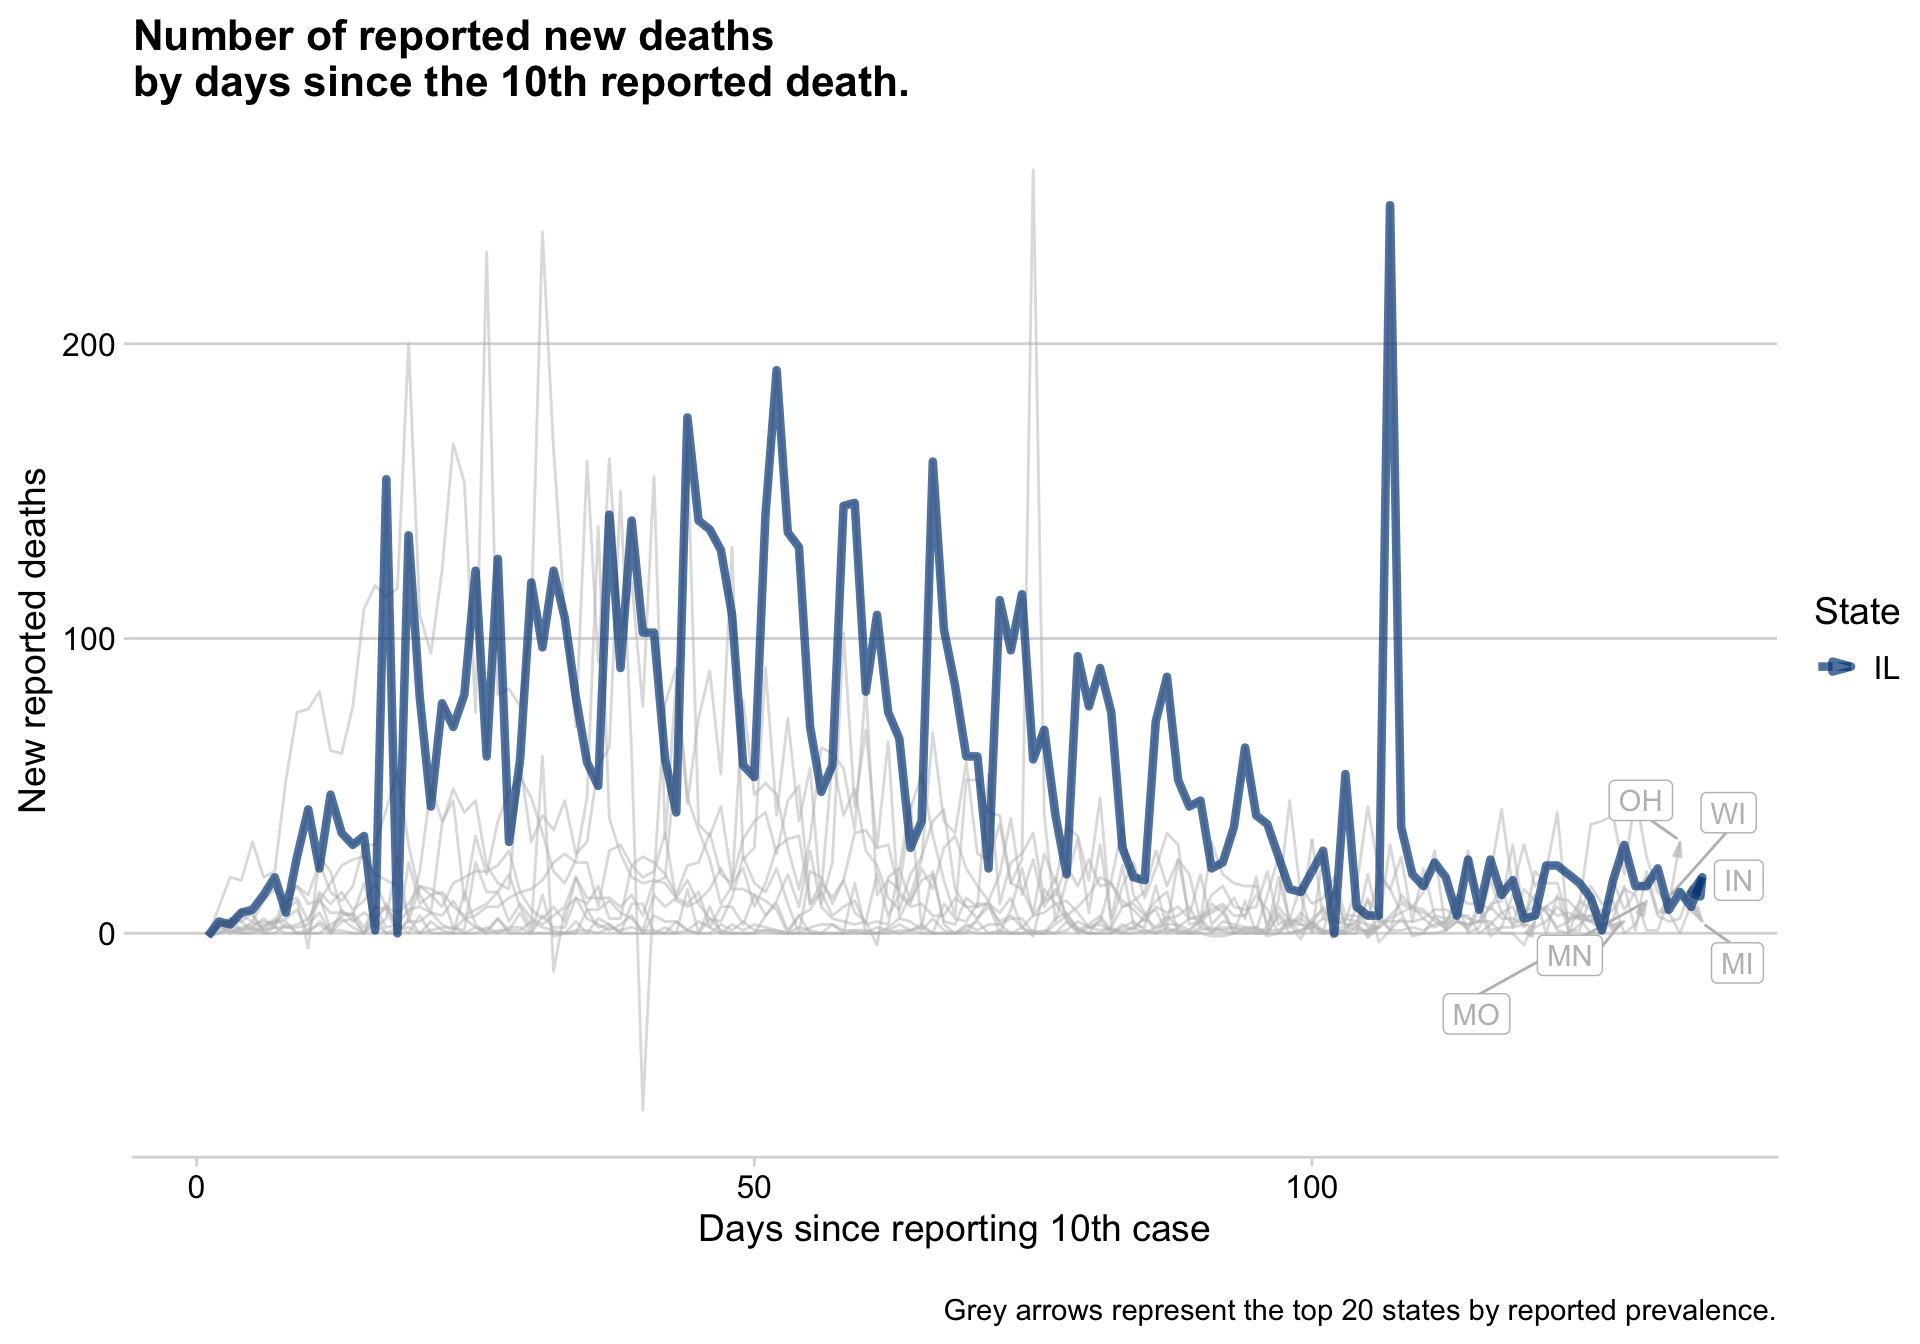 Number of reported new deaths
by days since the 10th reported death.
New reported deaths
200
100
0
OH
WI
IN
MN
MI
MO
State
IL
0
50
100
Days since reporting 10th case
Grey arrows represent the top 20 states by reported prevalence.